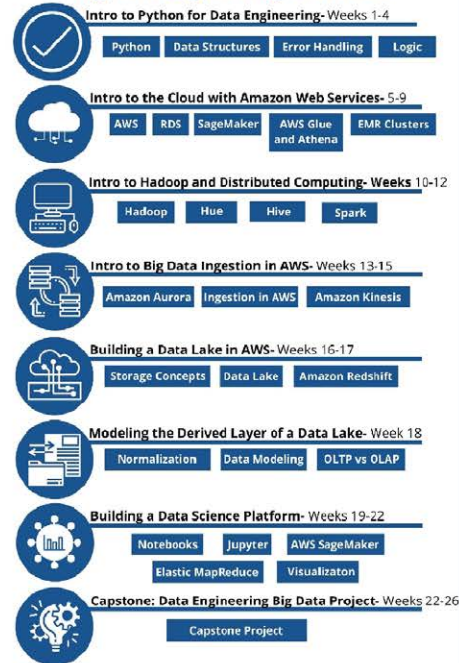 Intro to Python for Data Engineering- Weeks 1-4
Python Data Structures Error Handling Logic
Intro to the Cloud with Amazon Web Services- 5-9
AWS RDS SageMaker AWS Glue
and Athena EMR Clusters
Intro to Hadoop and Distributed Computing- Weeks 10-12
Hadoop Hue Hive Spark
Intro to Big Data Ingestion in AWS- Weeks 13-15
Amazon Aurora Ingestion in AWS Amazon Kinesis
Building a Data Lake in AWS- Weeks 16-17
Storage Concepts Data Lake Amazon Redshift
Modeling the Derived Layer of a Data Lake- Week 18
Normalization Data Modeling OLTP vs OLAP
Building a Data Science Platform- Weeks 19-22
Notebooks Jupyter AWS SageMaker
Elastic MapReduce Visualizaton
Capstone: Data Engineering Big Data Project- Weeks 22-26
Capstone Project